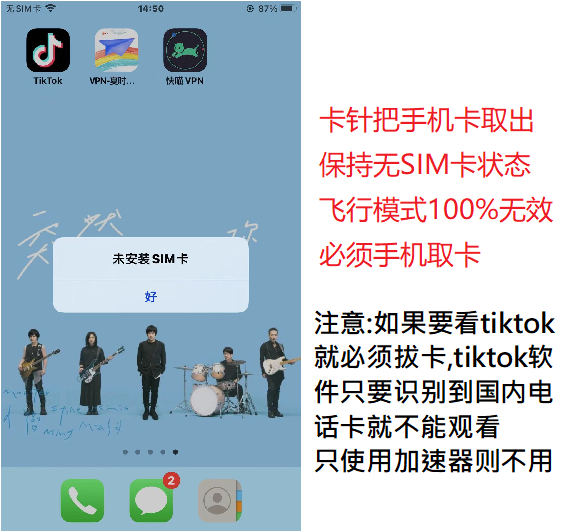 无SIM卡
14:50
87%
TikTok
VPN-夏时...
快喵 VPN
未安装 SIM 卡
好
2
卡针把手机卡取出
保持无SIM卡状态
飞行模式100%无效
必须手机取卡
注意:如果要看tiktok
就必须拔卡,tiktok软
件只要识别到国内电
话卡就不能观看
只使用加速器则不用